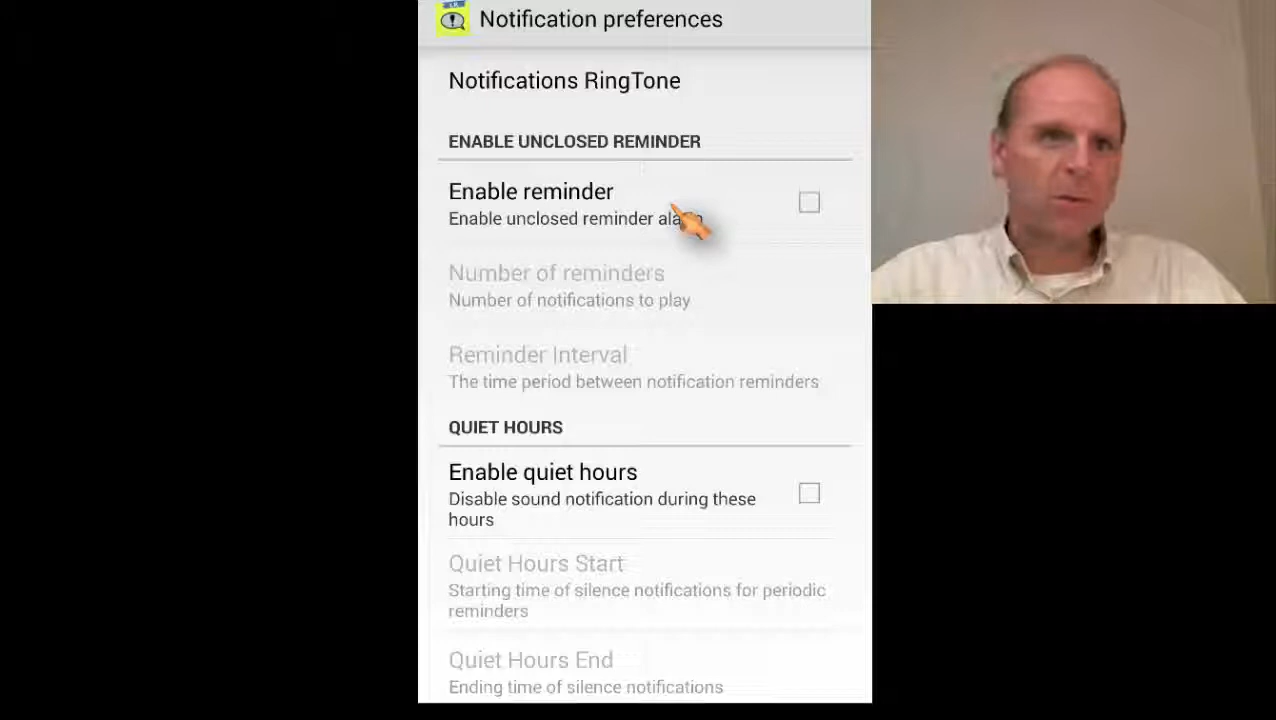 Notification preferences
Notifications RingTone
ENABLE UNCLOSED REMINDER
Enable reminder
Enable unclosed reminder
Number of reminders
Number of notifications to play
Reminder Interval
The time period between notification reminders
QUIET HOURS
Enable quiet hours
Disable sound notification during these
hours
Quiet Hours Start
Starting time of silence notifications for periodic
reminders
Quiet Hours End
Ending time of silence notifications